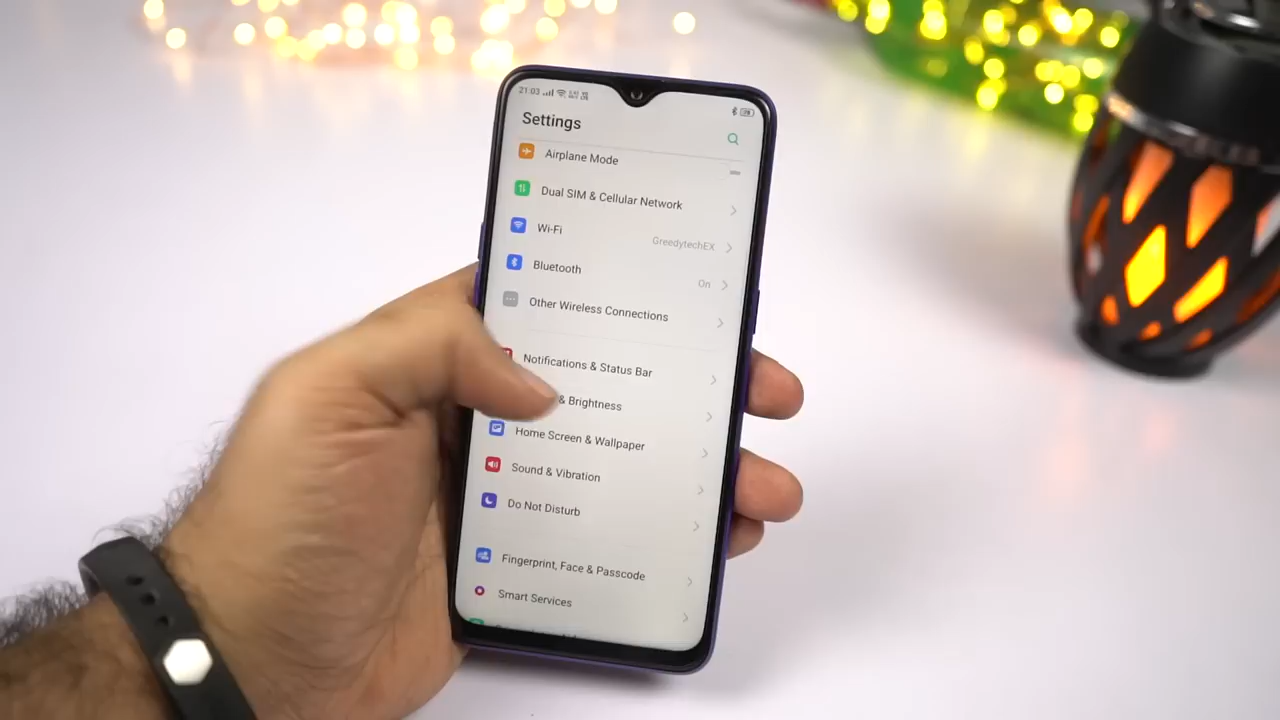 21:03
Settings
Airplane Mode
Dual SIM & Cellular Network
Wi-Fi GreedytechEX
Bluetooth On
Other Wireless Connections
Notifications & Status Bar
& Brightness
Home Screen & Wallpaper
Sound & Vibration
Do Not Disturb
Fingerprint, Face & Passcode
Smart Services